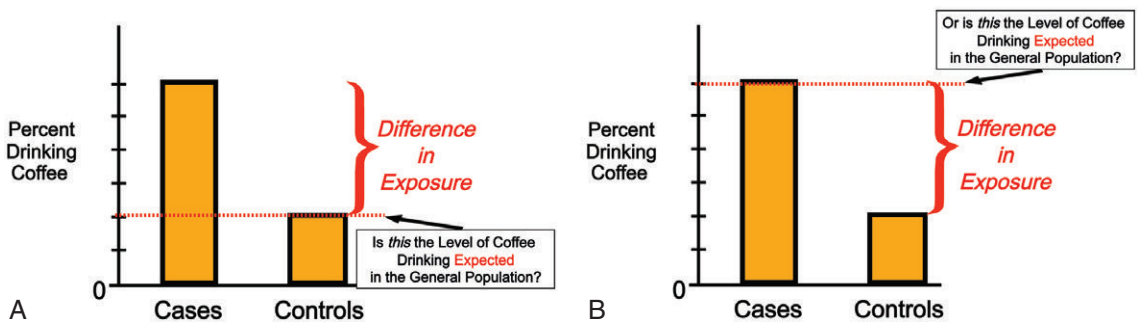 Percent
Drinking
Coffee
0
Cases
Controls
Difference
in
Exposure
Is this the Level of Coffee
Drinking Expected
in the General Population?
A
Or is this the Level of Coffee
Drinking Expected
in the General Population?
Percent
Drinking
Coffee
0
Cases
Controls
Difference
in
Exposure
B